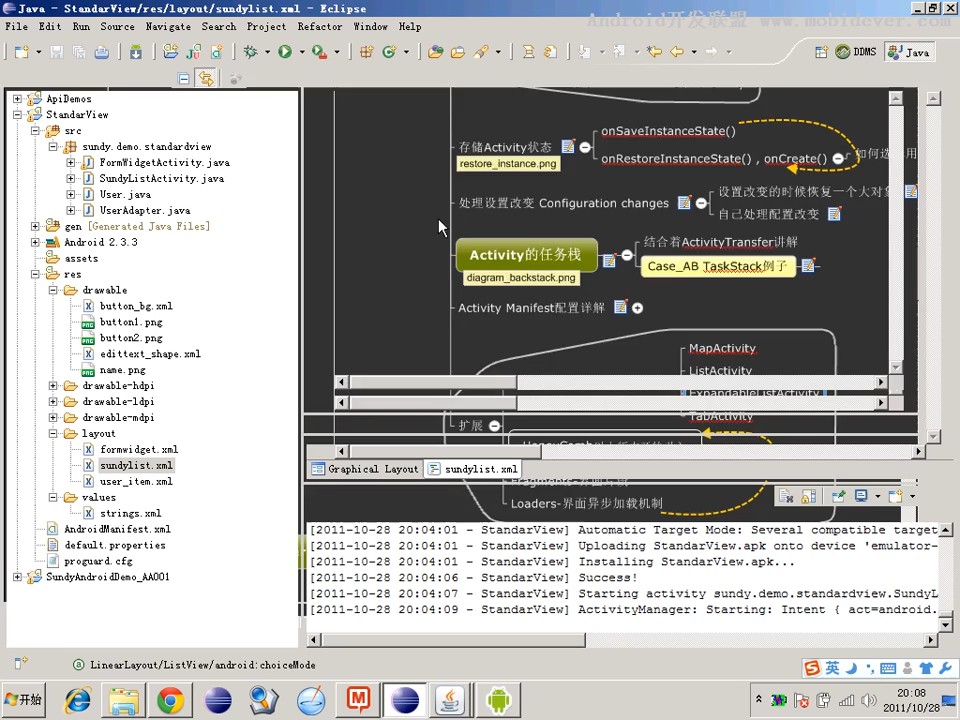 Java - StandarView/res/layout/sundylist.xml - Eclipse
Android开发联盟 www.mobidever.com
File Edit Run Source Navigate Search Project Refactor Window Help
DDMS
Java
ApiDemos
StandarView
src
sundy.demo.standardview
FormWidgetActivity.java
SundyListActivity.java
User.java
UserAdapter.java
gen [Generated Java Files]
Android 2.3.3
assets
res
drawable
button_bg.xml
button1.png
button2.png
edittext_shape.xml
name.png
drawable-hdpi
drawable-ldpi
drawable-mdpi
layout
formwidget.xml
sundylist.xml
user_item.xml
values
strings.xml
AndroidManifest.xml
default.properties
proguard.cfg
SundyAndroidDemo_AA001
存储Activity状态
restore_instance.png
onSaveInstanceState()
onRestoreInstanceState() , onCreate()
处理设置改变 Configuration changes
设置改变的时候恢复一个大对象
自己处理配置改变
Activity的任务栈
diagram_backstack.png
结合着ActivityTransfer讲解
Case_AB TaskStack例子
Activity Manifest配置详解
MapActivity
ListActivity
ExpandableListActivity
TabActivity
扩展
Loaders-界面异步加载机制
Graphical Layout
sundylist.xml
[2011-10-28 20:04:01 - StandarView] Automatic Target Mode: Several compatible target
[2011-10-28 20:04:01 - StandarView] Uploading StandarView.apk onto device 'emulator-
[2011-10-28 20:04:01 - StandarView] Installing StandarView.apk...
[2011-10-28 20:04:06 - StandarView] Success!
[2011-10-28 20:04:07 - StandarView] Starting activity sundy.demo.standardview.SundyL
[2011-10-28 20:04:09 - StandarView] ActivityManager: Starting: Intent { act=android.
LinearLayout/ListView/android:choiceMode
英
开始
20:08
2011/10/28